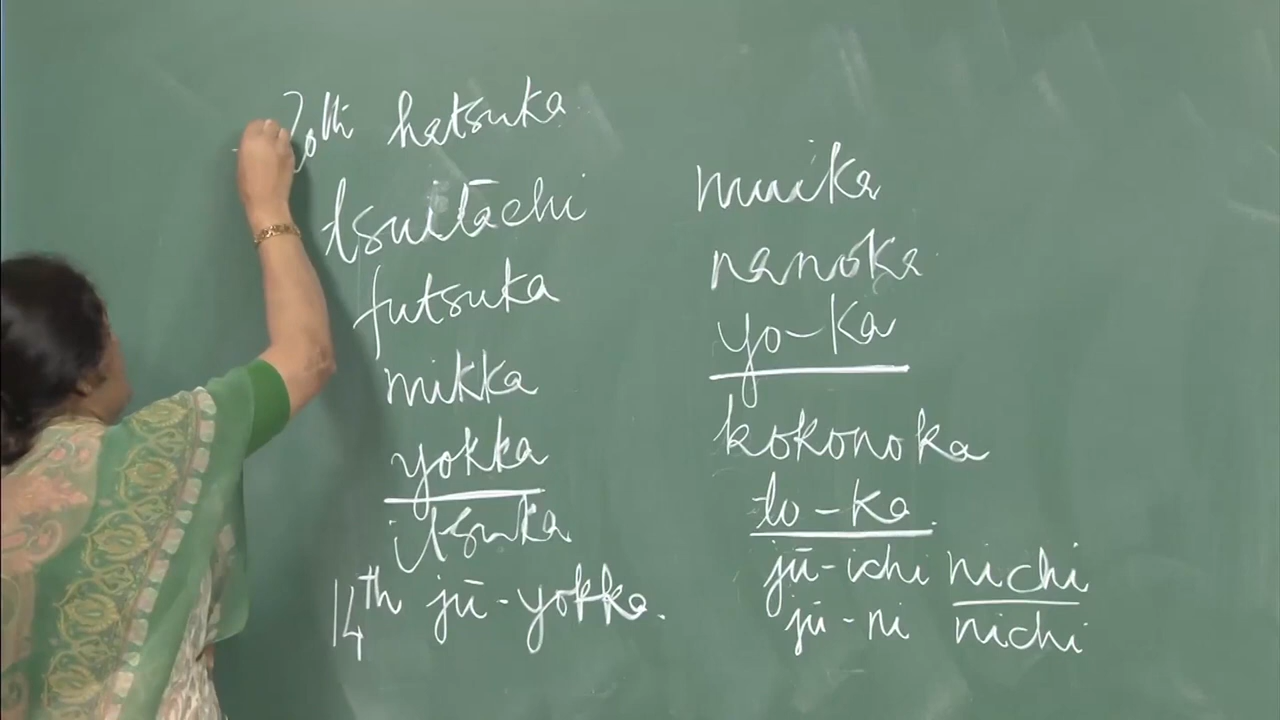 20th hatsuka
tsuitāchi
futsuka
mikka
yokka
itsuka
14th jū-yokka.
muika
nanoka
yo-ka
kokonoka
to-ka.
jū-ichi nichi
jū-ni nichi